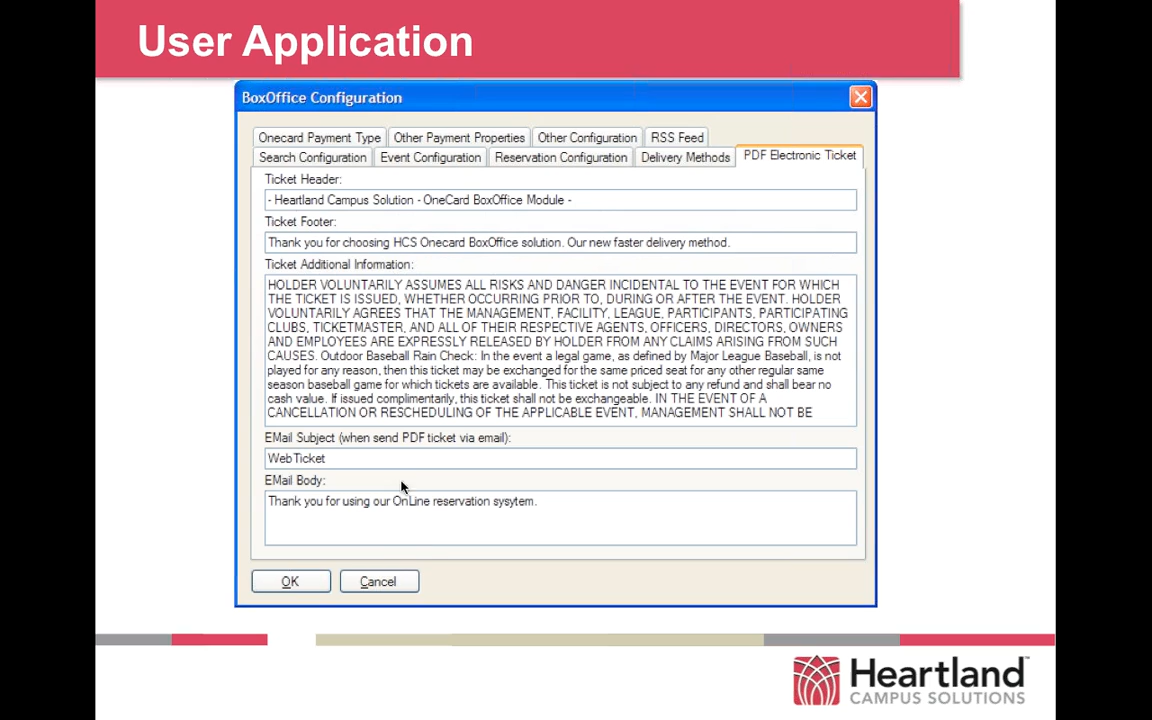 User Application
BoxOffice Configuration
Onecard Payment Type Other Payment Properties Other Configuration RSS Feed
Search Configuration Event Configuration Reservation Configuration Delivery Methods PDF Electronic Ticket
Ticket Header:
- Heartland Campus Solution - OneCard BoxOffice Module -
Ticket Footer:
Thank you for choosing HCS Onecard BoxOffice solution. Our new faster delivery method.
Ticket Additional Information:
HOLDER VOLUNTARILY ASSUMES ALL RISKS AND DANGER INCIDENTAL TO THE EVENT FOR WHICH
THE TICKET IS ISSUED, WHETHER OCCURRING PRIOR TO, DURING OR AFTER THE EVENT. HOLDER
VOLUNTARILY AGREES THAT THE MANAGEMENT, FACILITY, LEAGUE, PARTICIPANTS, PARTICIPATING
CLUBS, TICKETMASTER, AND ALL OF THEIR RESPECTIVE AGENTS, OFFICERS, DIRECTORS, OWNERS
AND EMPLOYEES ARE EXPRESSLY RELEASED BY HOLDER FROM ANY CLAIMS ARISING FROM SUCH
CAUSES. Outdoor Baseball Rain Check: In the event a legal game, as defined by Major League Baseball, is not
played for any reason, then this ticket may be exchanged for the same priced seat for any other regular same
season baseball game for which tickets are available. This ticket is not subject to any refund and shall bear no
cash value. If issued complimentarily, this ticket shall not be exchangeable. IN THE EVENT OF A
CANCELLATION OR RESCHEDULING OF THE APPLICABLE EVENT, MANAGEMENT SHALL NOT BE
EMail Subject (when send PDF ticket via email):
WebTicket
EMail Body:
Thank you for using our OnLine reservation sysytem.
OK Cancel
Heartland™
CAMPUS SOLUTIONS